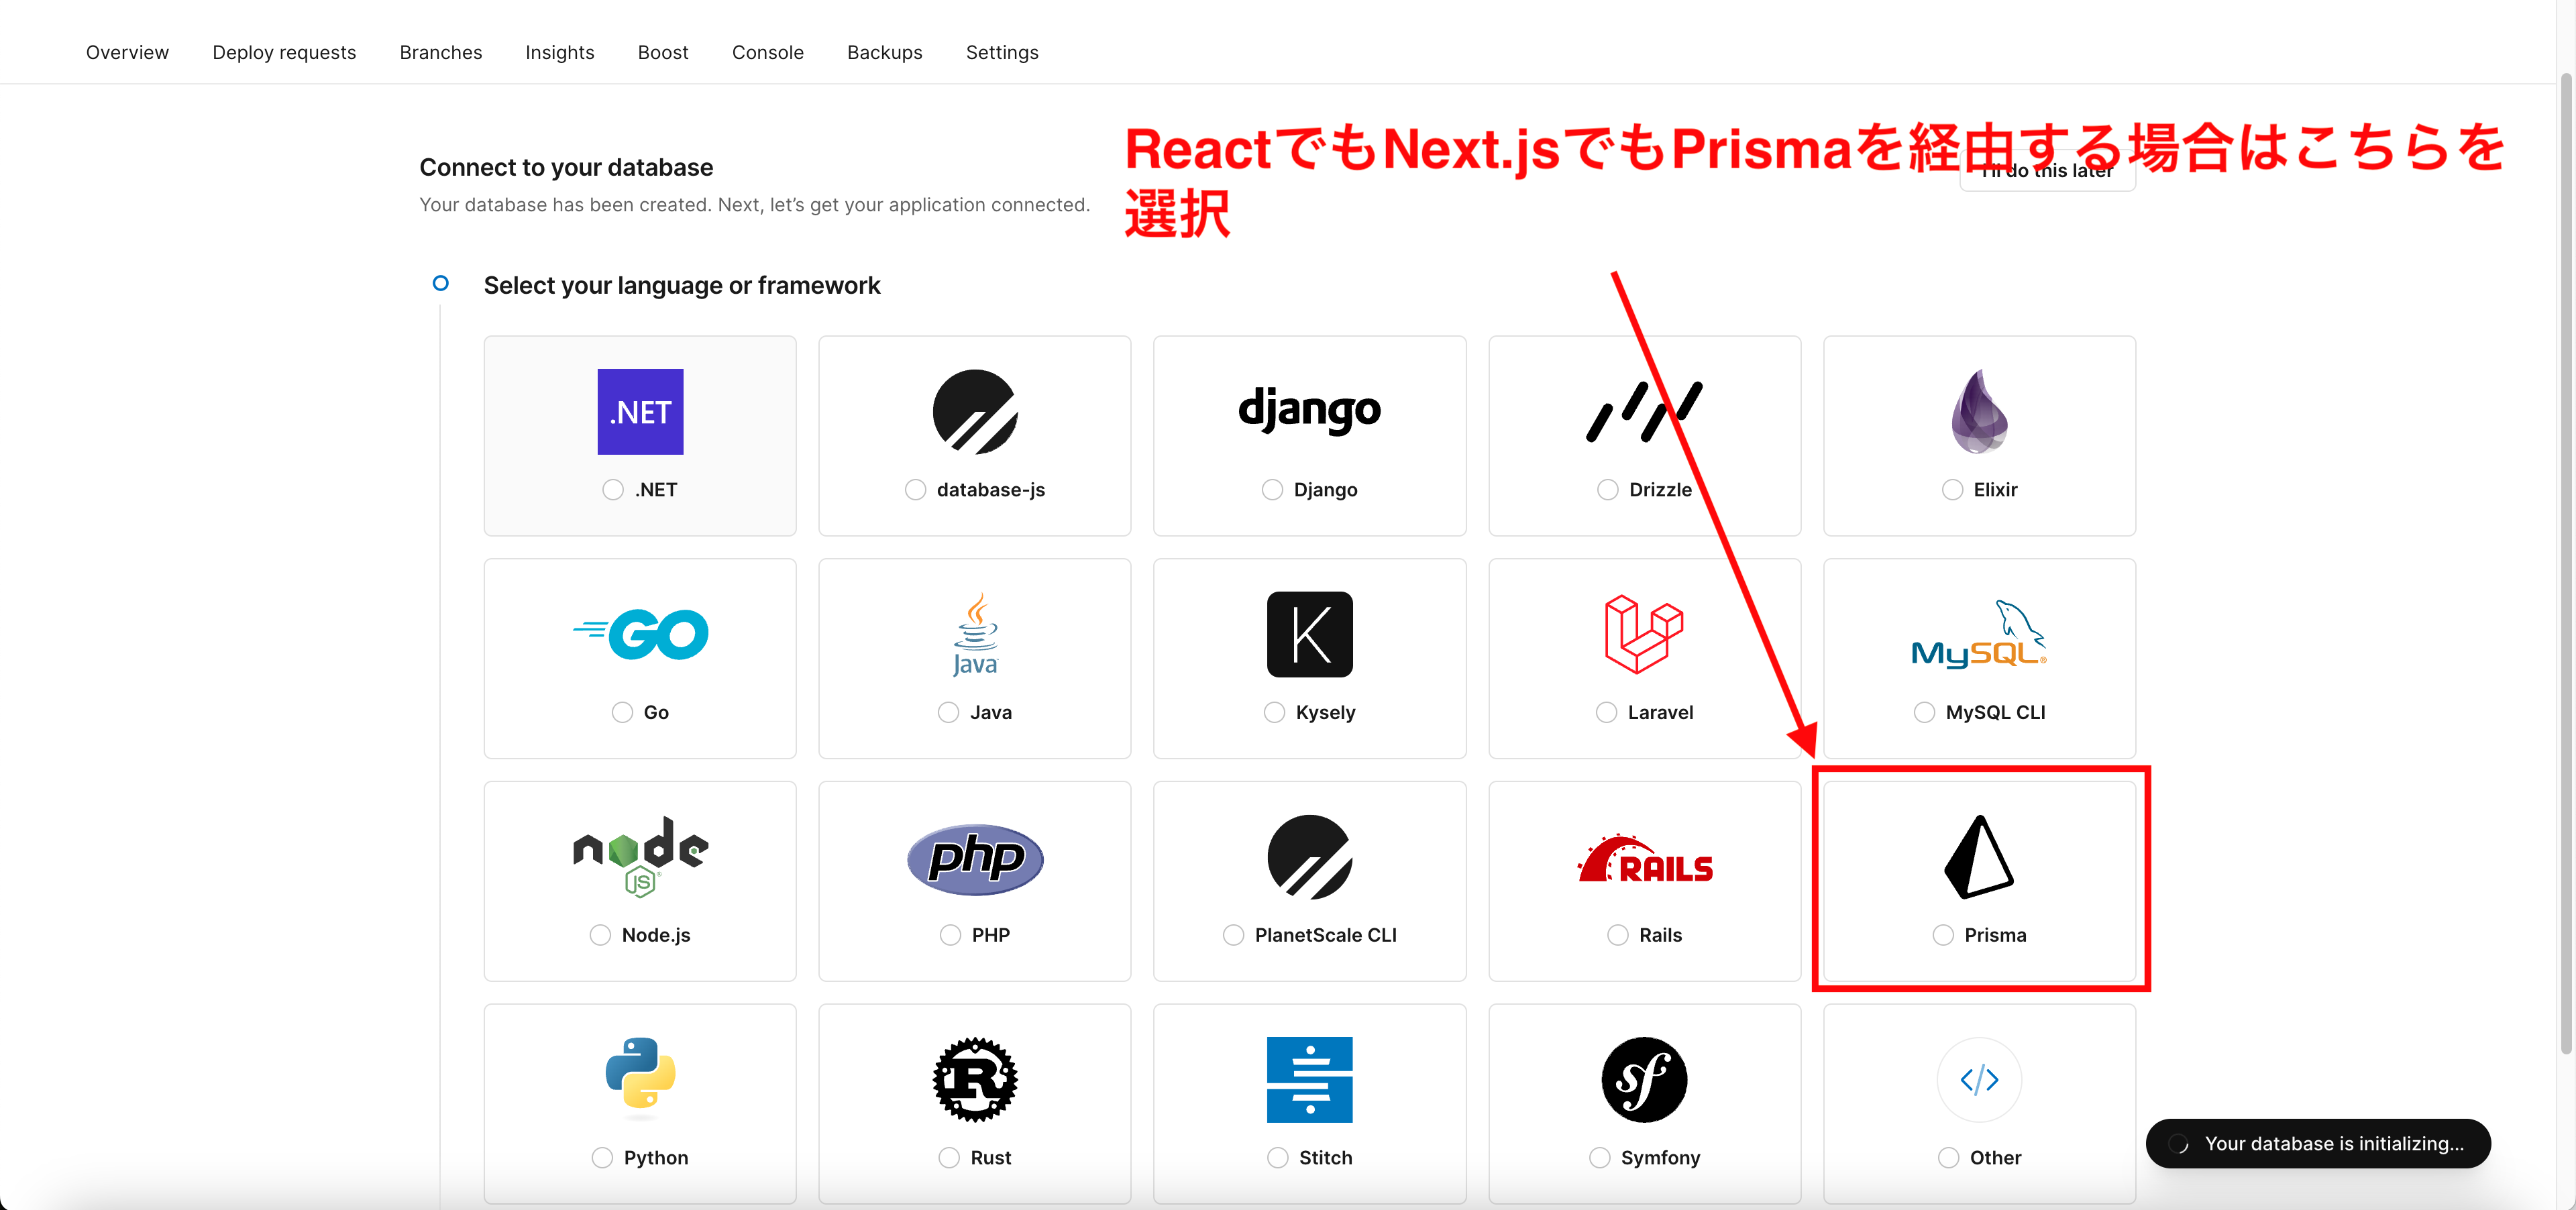 Overview Deploy requests Branches Insights Boost Console Backups Settings
ReactでもNext.jsでもPrismaを経由する場合はこちらを
選択
Connect to your database
I'll do this later
Your database has been created. Next, let's get your application connected.
Select your language or framework
.NET
django
.NET database-js Django Drizzle Elixir
GO Java K MySQL®
Go Java Kysely Laravel MySQL CLI
node JS® php RAILS
Node.js PHP PlanetScale CLI Rails Prisma
R sf </>
Python Rust Stitch Symfony Other
Your database is initializing...